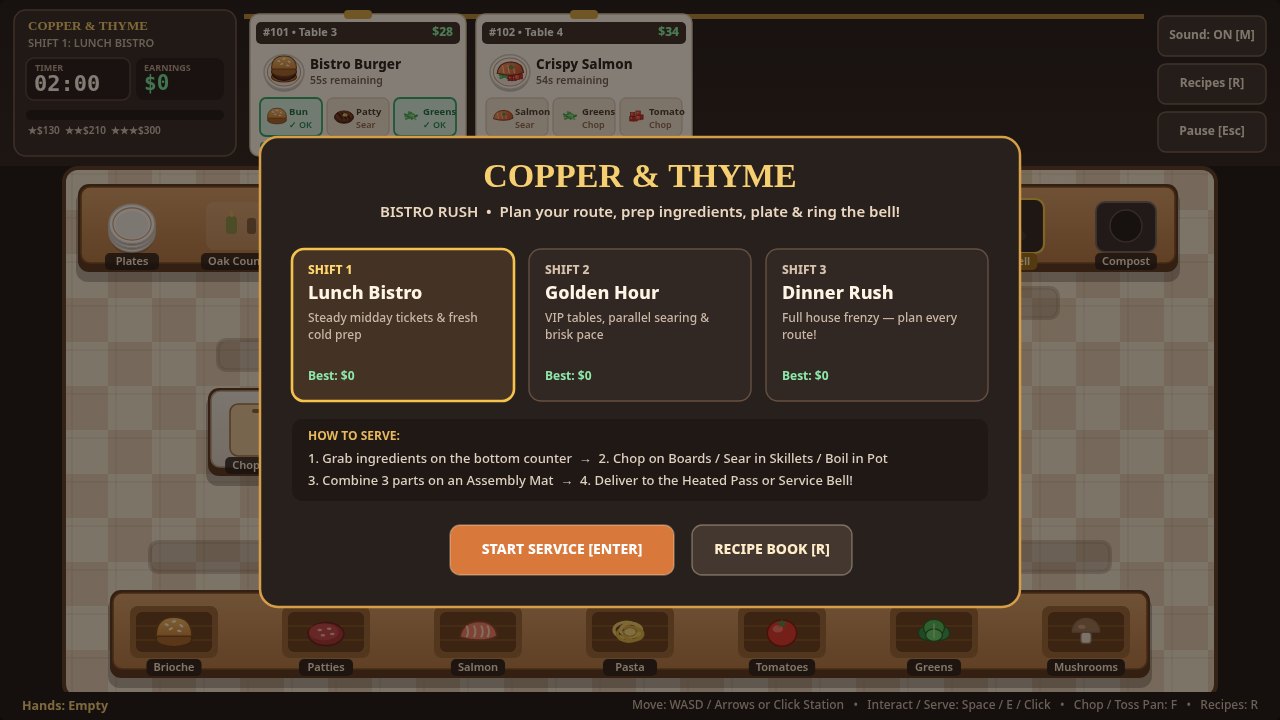 COPPER & THYME
SHIFT 1: LUNCH BISTRO
TIMER
02:00
EARNINGS
$0
★$130 ★★$210 ★★★$300
#101 • Table 3 $28
Bistro Burger
55s remaining
Bun
✓ OK
Patty
Sear
Greens
✓ OK
#102 • Table 4 $34
Crispy Salmon
54s remaining
Salmon
Sear
Greens
Chop
Tomato
Chop
Sound: ON [M]
Recipes [R]
Pause [Esc]
Plates
Oak Coun
ell
Compost
Chop
COPPER & THYME
BISTRO RUSH • Plan your route, prep ingredients, plate & ring the bell!
SHIFT 1
Lunch Bistro
Steady midday tickets & fresh
cold prep
Best: $0
SHIFT 2
Golden Hour
VIP tables, parallel searing &
brisk pace
Best: $0
SHIFT 3
Dinner Rush
Full house frenzy — plan every
route!
Best: $0
HOW TO SERVE:
1. Grab ingredients on the bottom counter → 2. Chop on Boards / Sear in Skillets / Boil in Pot
3. Combine 3 parts on an Assembly Mat → 4. Deliver to the Heated Pass or Service Bell!
START SERVICE [ENTER]
RECIPE BOOK [R]
Brioche
Patties
Salmon
Pasta
Tomatoes
Greens
Mushrooms
Hands: Empty
Move: WASD / Arrows or Click Station • Interact / Serve: Space / E / Click • Chop / Toss Pan: F • Recipes: R